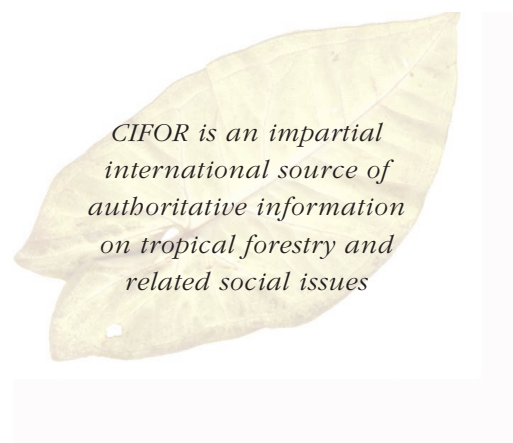 CIFOR is an impartial
international source of
authoritative information
on tropical forestry and
related social issues